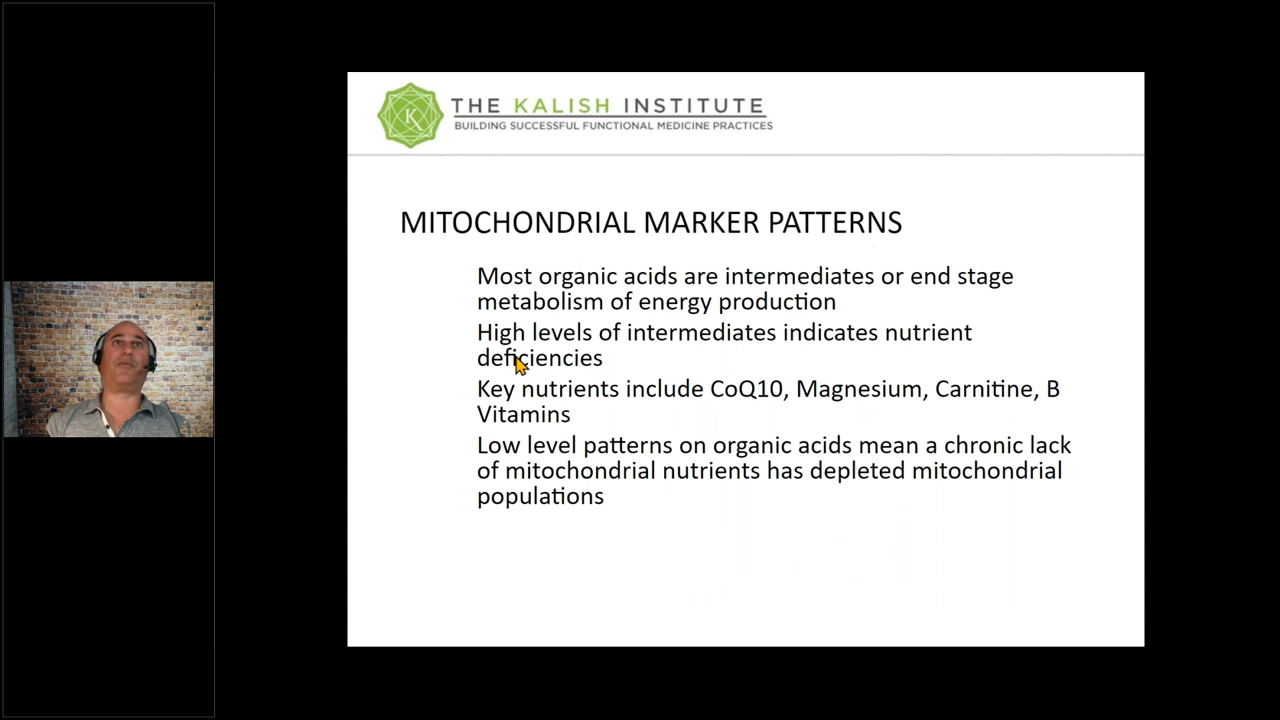 THE KALISH INSTITUTE
BUILDING SUCCESSFUL FUNCTIONAL MEDICINE PRACTICES
K
MITOCHONDRIAL MARKER PATTERNS
Most organic acids are intermediates or end stage
metabolism of energy production
High levels of intermediates indicates nutrient
deficiencies
Key nutrients include CoQ10, Magnesium, Carnitine, B
Vitamins
Low level patterns on organic acids mean a chronic lack
of mitochondrial nutrients has depleted mitochondrial
populations